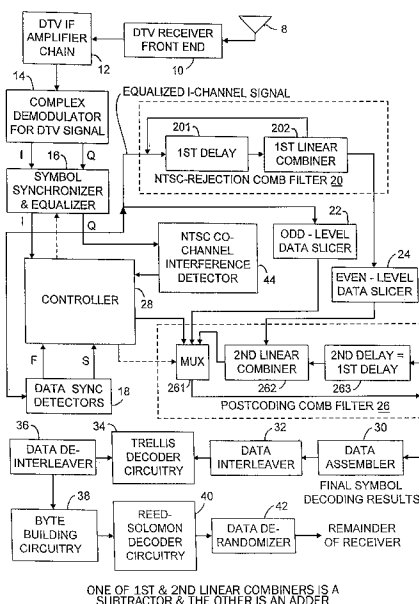 DTV IF
AMPLIFIER
CHAIN
12
DTV RECEIVER
FRONT END
10
8
14
COMPLEX
DEMODULATOR
FOR DTV SIGNAL
EQUALIZED I-CHANNEL SIGNAL
I
Q
16
SYMBOL
SYNCHRONIZER
& EQUALIZER
201
1ST DELAY
202
1ST LINEAR
COMBINER
NTSC-REJECTION COMB FILTER 20
I
Q
22
ODD-LEVEL
DATA SLICER
NTSC CO-
CHANNEL
INTERFERENCE
DETECTOR
44
24
EVEN-LEVEL
DATA SLICER
CONTROLLER
28
F
S
DATA SYNC
DETECTORS
18
MUX
261
2ND LINEAR
COMBINER
262
2ND DELAY =
1ST DELAY
263
POSTCODING COMB FILTER 26
36
DATA DE-
INTERLEAVER
34
TRELLIS
DECODER
CIRCUITRY
32
DATA
INTERLEAVER
30
DATA
ASSEMBLER
FINAL SYMBOL
DECODING RESULTS
38
BYTE
BUILDING
CIRCUITRY
40
REED-
SOLOMON
DECODER
CIRCUITRY
42
DATA DE-
RANDOMIZER
REMAINDER
OF RECEIVER
ONE OF 1ST & 2ND LINEAR COMBINERS IS A
SUBTRACTOR & THE OTHER IS AN ADDER